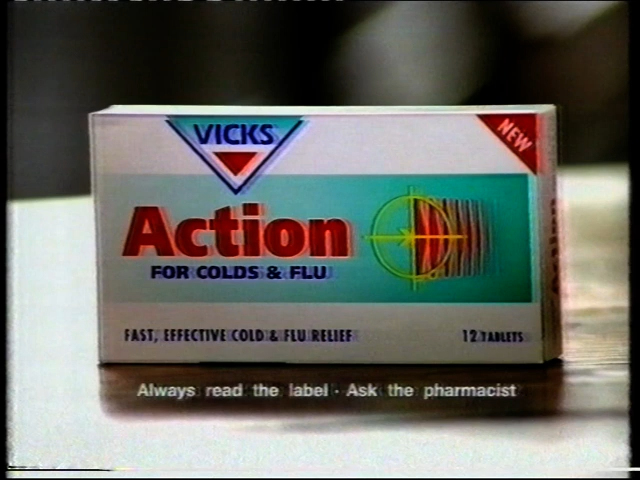 VICKS
NEW
Action
FOR COLDS & FLU
FAST, EFFECTIVE COLD & FLU RELIEF
12 TABLETS
Always read the label · Ask the pharmacist